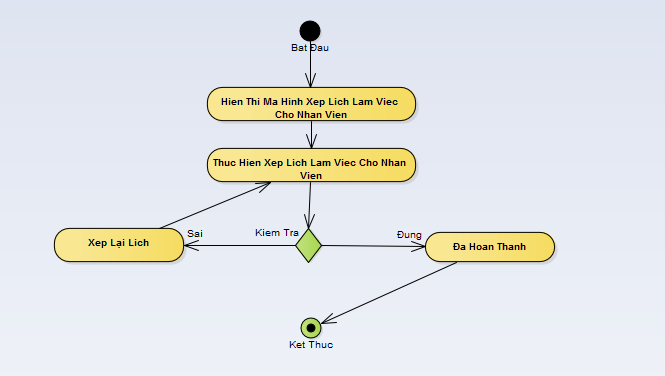 Bat Đau
Hien Thi Ma Hinh Xep Lich Lam Viec
Cho Nhan Vien
Thuc Hien Xep Lich Lam Viec Cho Nhan
Vien
Kiem Tra
Sai
Đung
Xep Lại Lich
Đa Hoan Thanh
Ket Thuc